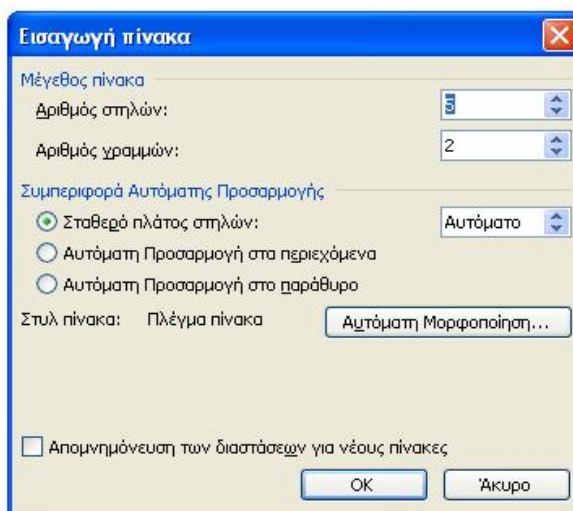 Εισαγωγή πίνακα
Μέγεθος πίνακα
Αριθμός στηλών: 5
Αριθμός γραμμών: 2
Συμπεριφορά Αυτόματης Προσαρμογής
Σταθερό πλάτος στηλών: Αυτόματο
Αυτόματη Προσαρμογή στα περιεχόμενα
Αυτόματη Προσαρμογή στο παράθυρο
Στυλ πίνακα: Πλέγμα πίνακα Αυτόματη Μορφοποίηση...
Απομνημόνευση των διαστάσεων για νέους πίνακες
OK Άκυρο